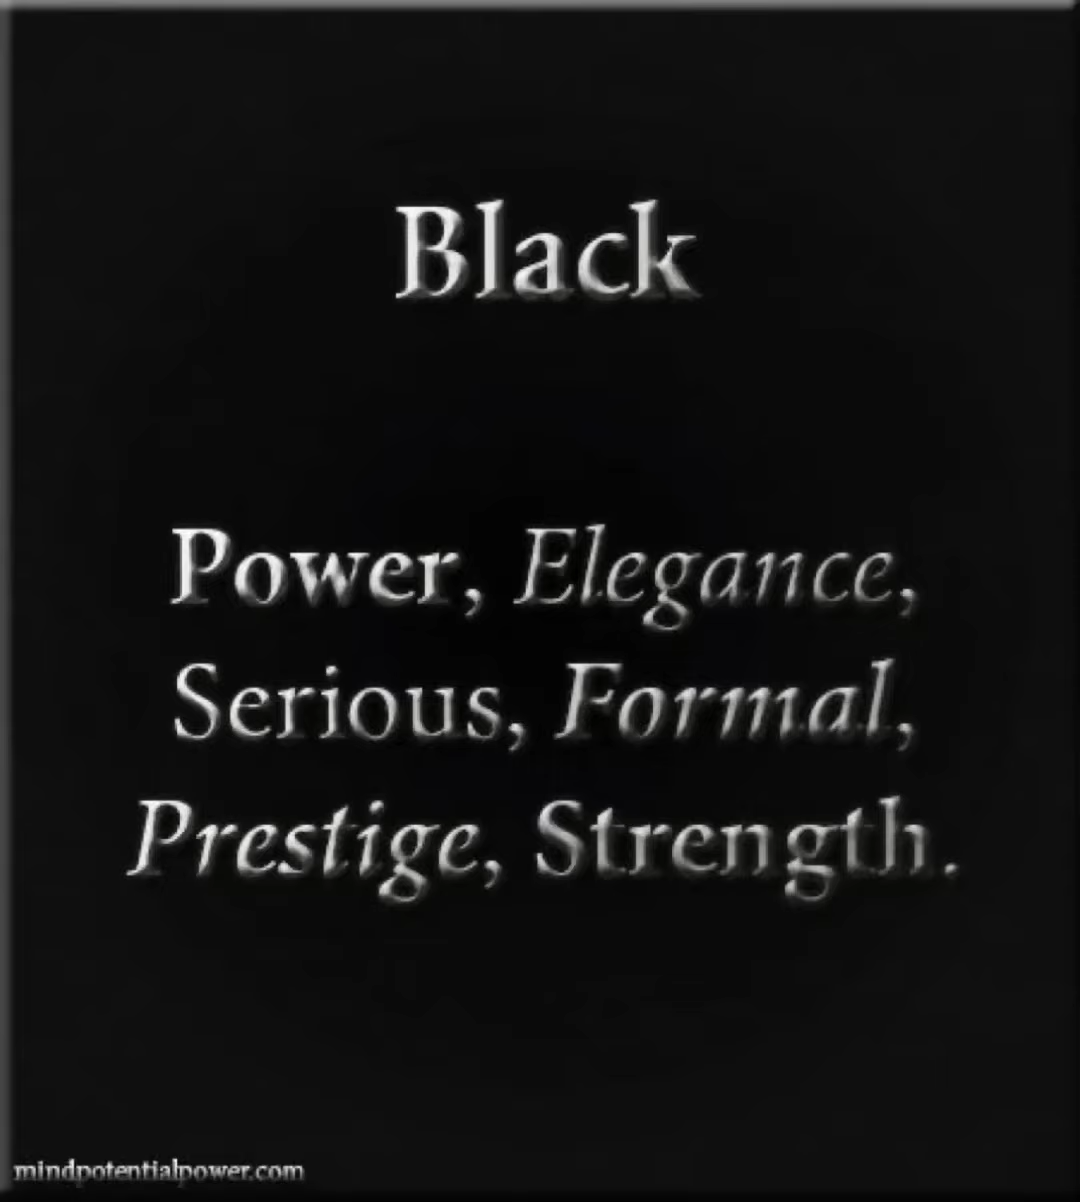 Black
Power, Elegance,
Serious, Formal,
Prestige, Strength.
mindpotentialpower.com